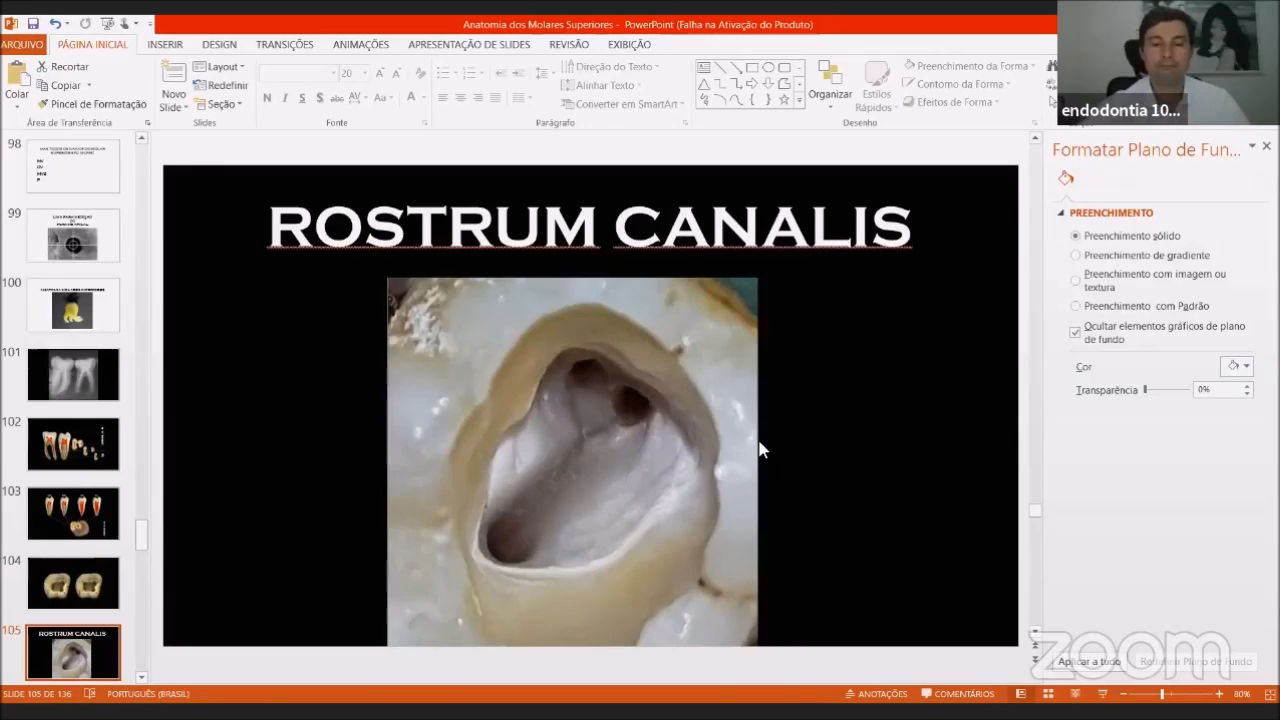 Anatomia dos Molares Superiores - PowerPoint (Falha na Ativação do Produto)
ARQUIVO PÁGINA INICIAL INSERIR DESIGN TRANSIÇÕES ANIMAÇÕES APRESENTAÇÃO DE SLIDES REVISÃO EXIBIÇÃO
Colar
Recortar
Copiar
Pincel de Formatação
Área de Transferência
Novo
Slide
Layout
Redefinir
Seção
Slides
20
Fonte
Direção do Texto
Alinhar Texto
Converter em SmartArt
Parágrafo
Organizar
Estilos
Rápidos
Preenchimento da Forma
Contorno da Forma
Efeitos de Forma
Desenho
endodontia 10...
98
99
100
101
102
103
104
105
ROSTRUM CANALIS
ROSTRUM CANALIS
Formatar Plano de Fun...
PREENCHIMENTO
Preenchimento sólido
Preenchimento de gradiente
Preenchimento com imagem ou
textura
Preenchimento com Padrão
Ocultar elementos gráficos de plano
de fundo
Cor
Transparência 0%
Aplicar a tudo Redefinir Plano de Fundo
zoom
SLIDE 105 DE 136 PORTUGUÊS (BRASIL) ANOTAÇÕES COMENTÁRIOS 80%